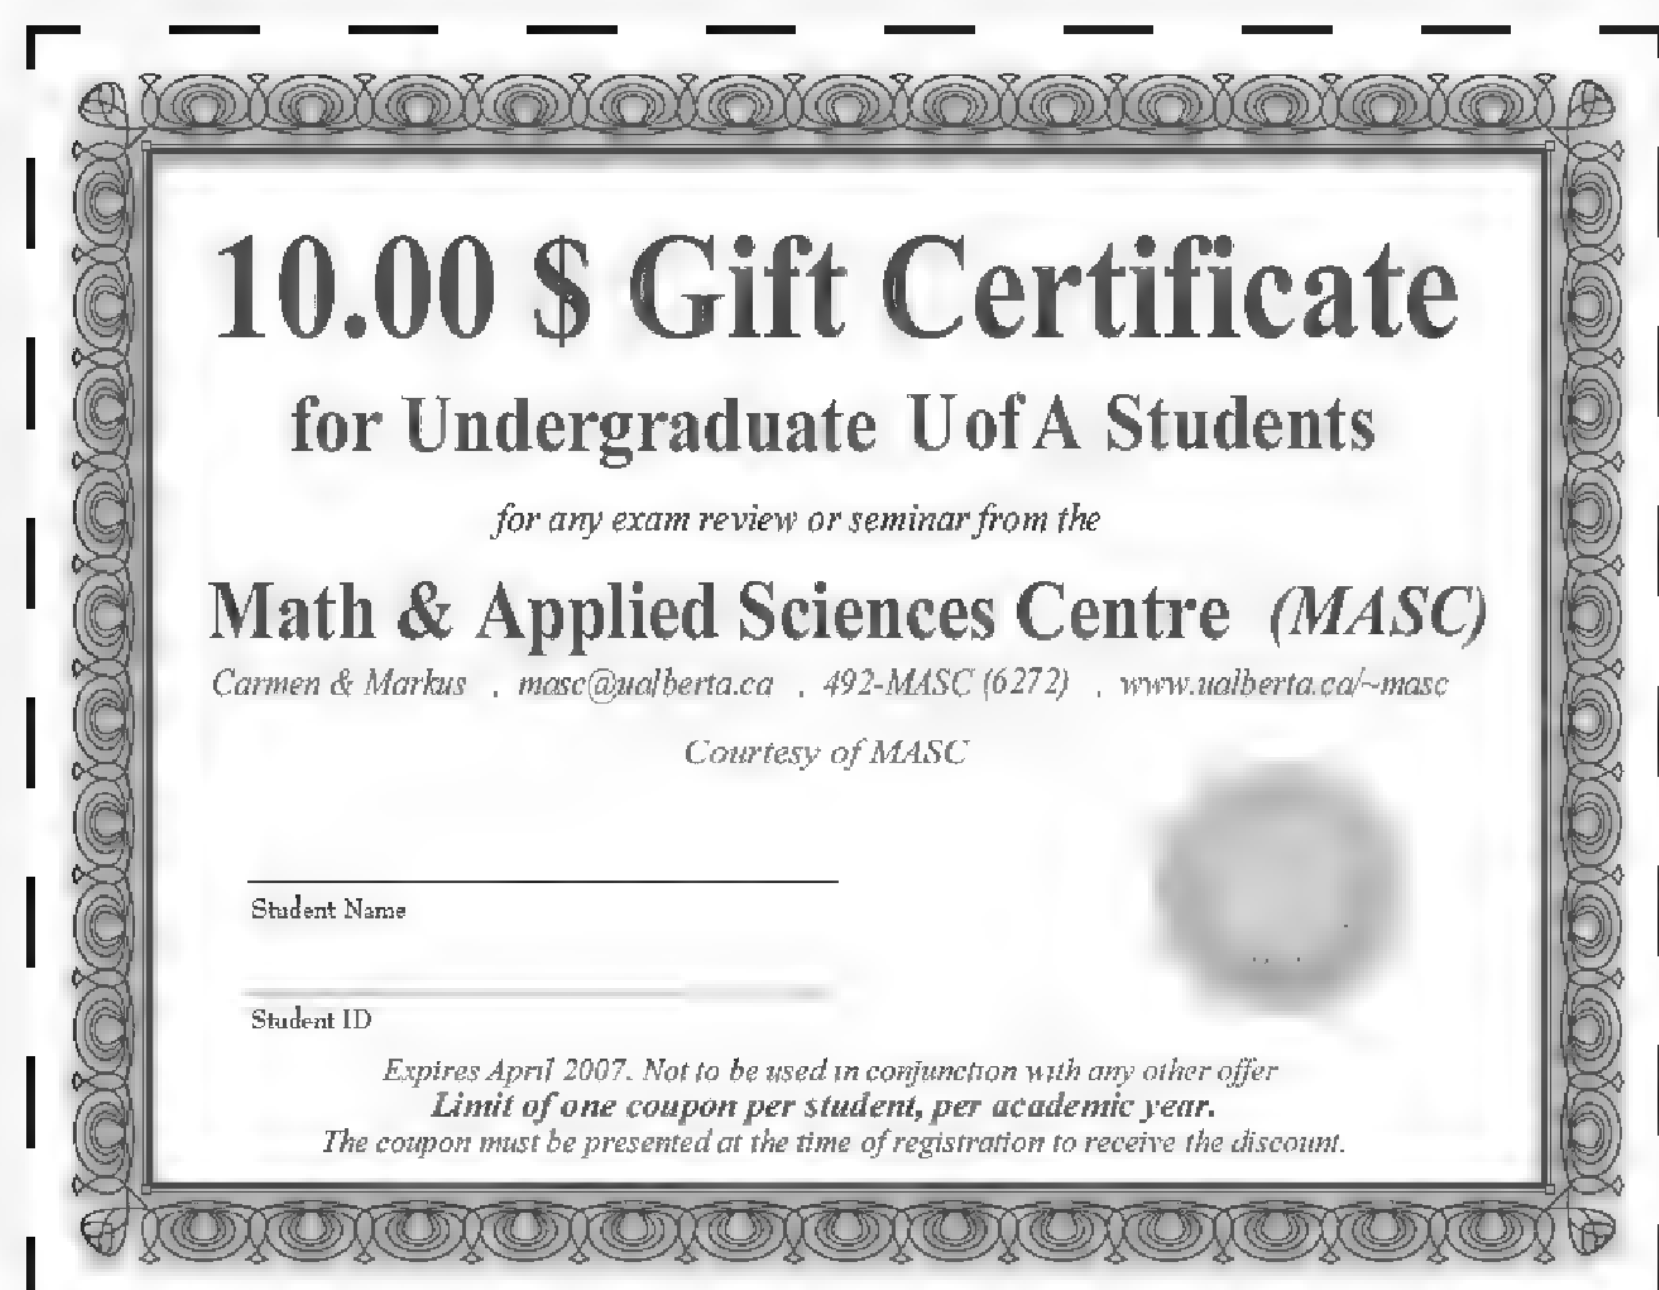 10.00 $ Gift Certificate
for Undergraduate U of A Students
for any exam review or seminar from the
Math & Applied Sciences Centre (MASC)
Carmen & Markus . masc@ualberta.ca . 492-MASC (6272) . www.ualberta.ca/~masc
Courtesy of MASC
Student Name
Student ID
Expires April 2007. Not to be used in conjunction with any other offer
Limit of one coupon per student, per academic year.
The coupon must be presented at the time of registration to receive the discount.